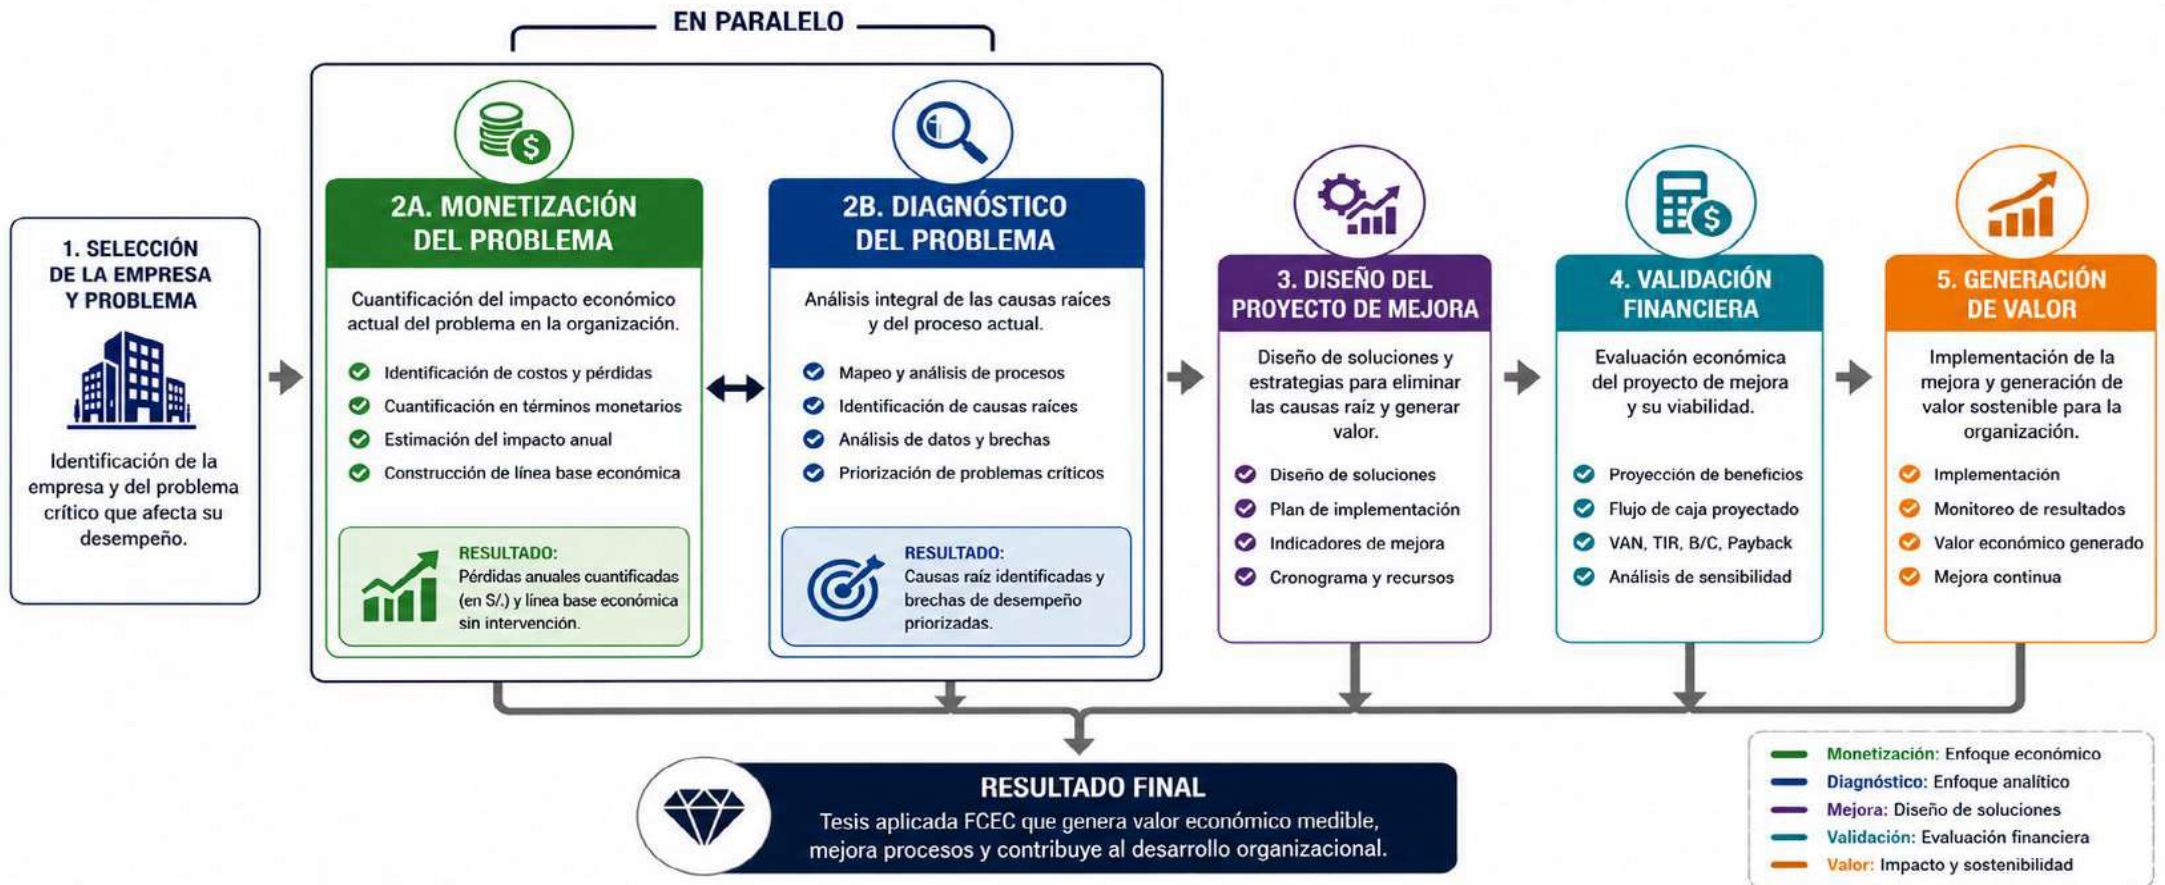 EN PARALELO
1. SELECCIÓN
DE LA EMPRESA
Y PROBLEMA
Identificación de la
empresa y del problema
crítico que afecta su
desempeño.
$
2A. MONETIZACIÓN
DEL PROBLEMA
Cuantificación del impacto económico
actual del problema en la organización.
Identificación de costos y pérdidas
Cuantificación en términos monetarios
Estimación del impacto anual
Construcción de línea base económica
RESULTADO:
Pérdidas anuales cuantificadas
(en S/.) y línea base económica
sin intervención.
2B. DIAGNÓSTICO
DEL PROBLEMA
Análisis integral de las causas raíces
y del proceso actual.
Mapeo y análisis de procesos
Identificación de causas raíces
Análisis de datos y brechas
Priorización de problemas críticos
RESULTADO:
Causas raíz identificadas y
brechas de desempeño
priorizadas.
3. DISEÑO DEL
PROYECTO DE MEJORA
Diseño de soluciones y
estrategias para eliminar
las causas raíz y generar
valor.
Diseño de soluciones
Plan de implementación
Indicadores de mejora
Cronograma y recursos
$
4. VALIDACIÓN
FINANCIERA
Evaluación económica
del proyecto de mejora
y su viabilidad.
Proyección de beneficios
Flujo de caja proyectado
VAN, TIR, B/C, Payback
Análisis de sensibilidad
5. GENERACIÓN
DE VALOR
Implementación de la
mejora y generación de
valor sostenible para la
organización.
Implementación
Monitoreo de resultados
Valor económico generado
Mejora continua
RESULTADO FINAL
Tesis aplicada FCEC que genera valor económico medible,
mejora procesos y contribuye al desarrollo organizacional.
Monetización: Enfoque económico
Diagnóstico: Enfoque analítico
Mejora: Diseño de soluciones
Validación: Evaluación financiera
Valor: Impacto y sostenibilidad